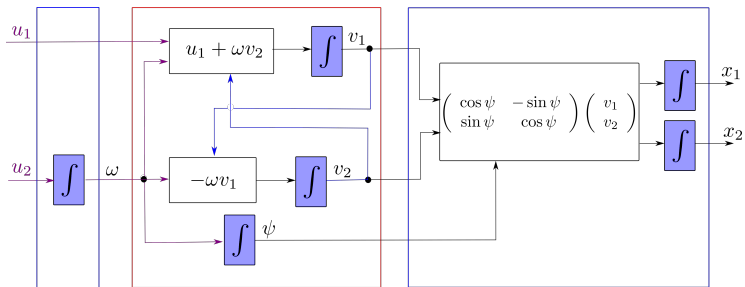 u₁
u₂
∫
ω
u₁ + ωv₂
∫
v₁
−ωv₁
∫
v₂
∫
ψ
( cos ψ −sin ψ ) ( v₁ )
( sin ψ cos ψ ) ( v₂ )
∫
x₁
∫
x₂